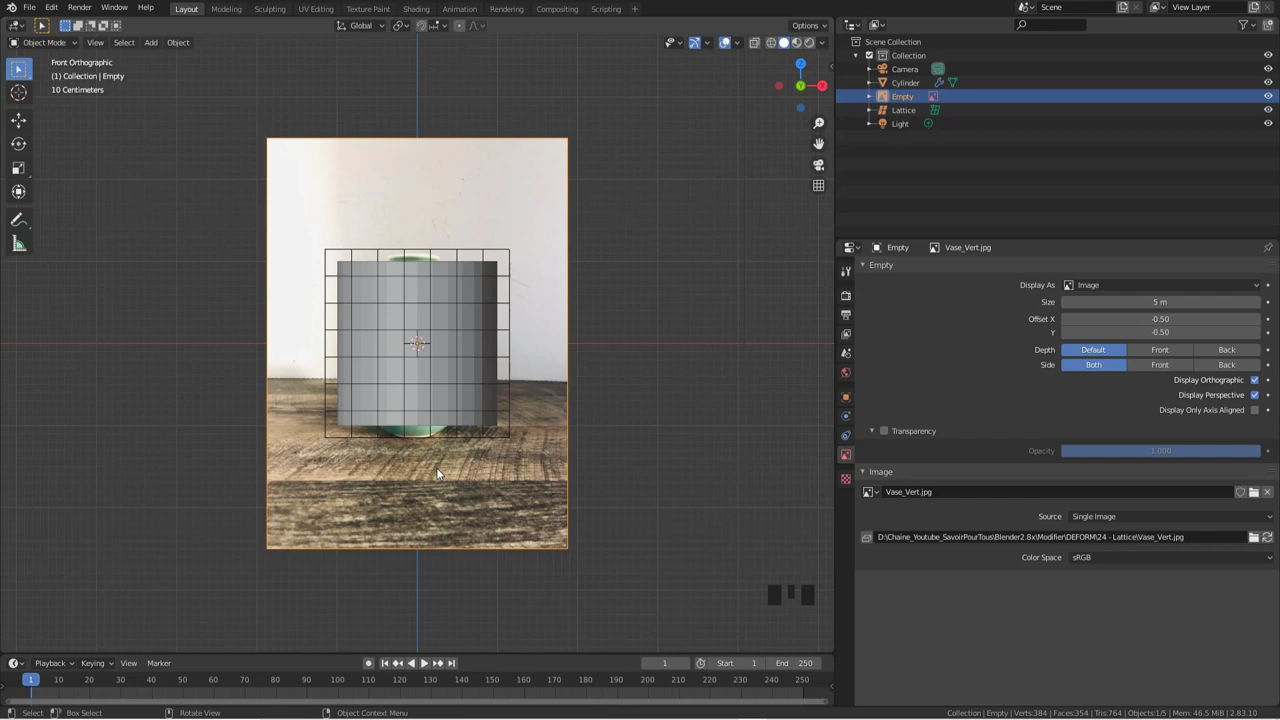 File Edit Render Window Help Layout Modeling Sculpting UV Editing Texture Paint Shading Animation Rendering Compositing Scripting + Scene View Layer
Global Options
Object Mode View Select Add Object
Front Orthographic
(1) Collection | Empty
10 Centimeters
Z
Y
X
Scene Collection
Collection
Camera
Cylinder
Empty
Lattice
Light
Empty Vase_Vert.jpg
Empty
Display As Image
Size 5 m
Offset X -0.50
Y -0.50
Depth Default Front Back
Side Both Front Back
Display Orthographic
Display Perspective
Display Only Axis Aligned
Transparency
Opacity 1.000
Image
Vase_Vert.jpg
Source Single Image
D:\Chaine_Youtube_SavoirPourTous\Blender2.8x\Modifier\DEFORM\24 - Lattice\Vase_Vert.jpg
Color Space sRGB
Playback Keying View Marker 1 Start 1 End 250
1 10 20 30 40 50 60 70 80 90 100 110 120 130 140 150 160 170 180 190 200 210 220 230 240 250
Select Box Select Rotate View Object Context Menu Collection | Empty | Verts:384 | Faces:354 | Tris:764 | Objects:1/5 | Mem: 46.5 MiB | 2.83.10